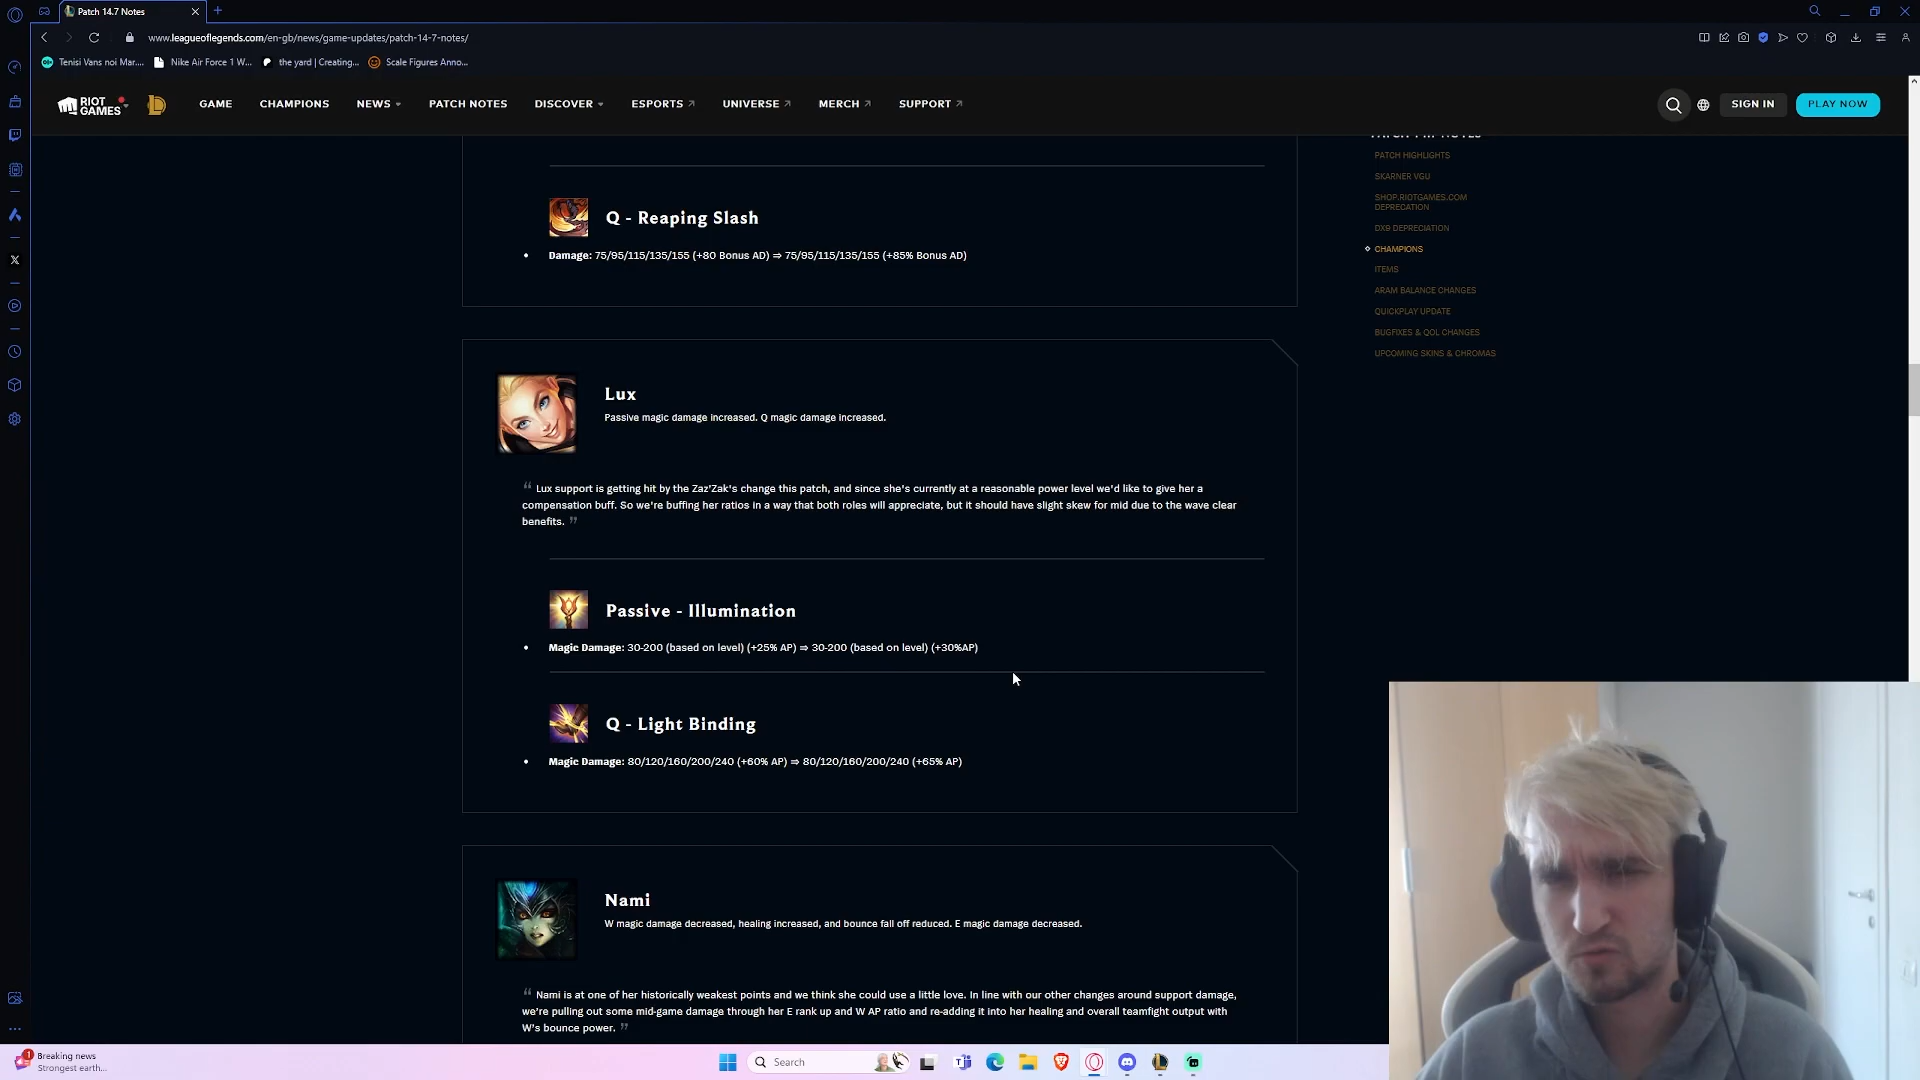 Patch 14.7 Notes
www.leagueoflegends.com/en-gb/news/game-updates/patch-14-7-notes/
Tenisi Vans noi Mar....
Nike Air Force 1 W...
the yard | Creating...
Scale Figures Anno...
RIOT GAMES
GAME
CHAMPIONS
NEWS
PATCH NOTES
DISCOVER
ESPORTS
UNIVERSE
MERCH
SUPPORT
SIGN IN
PLAY NOW
PATCH 14.7 NOTES
PATCH HIGHLIGHTS
SKARNER VGU
SHOP.RIOTGAMES.COM
DEPRECATION
DX9 DEPRECIATION
CHAMPIONS
ITEMS
ARAM BALANCE CHANGES
QUICKPLAY UPDATE
BUGFIXES & QOL CHANGES
UPCOMING SKINS & CHROMAS
Q - Reaping Slash
Damage: 75/95/115/135/155 (+80 Bonus AD) ⇒ 75/95/115/135/155 (+85% Bonus AD)
Lux
Passive magic damage increased. Q magic damage increased.
“ Lux support is getting hit by the Zaz'Zak's change this patch, and since she's currently at a reasonable power level we'd like to give her a
compensation buff. So we're buffing her ratios in a way that both roles will appreciate, but it should have slight skew for mid due to the wave clear
benefits. ”
Passive - Illumination
Magic Damage: 30-200 (based on level) (+25% AP) ⇒ 30-200 (based on level) (+30%AP)
Q - Light Binding
Magic Damage: 80/120/160/200/240 (+60% AP) ⇒ 80/120/160/200/240 (+65% AP)
Nami
W magic damage decreased, healing increased, and bounce fall off reduced. E magic damage decreased.
“ Nami is at one of her historically weakest points and we think she could use a little love. In line with our other changes around support damage,
we're pulling out some mid-game damage through her E rank up and W AP ratio and re-adding it into her healing and overall teamfight output with
W's bounce power. ”
1
Breaking news
Strongest earth...
Search